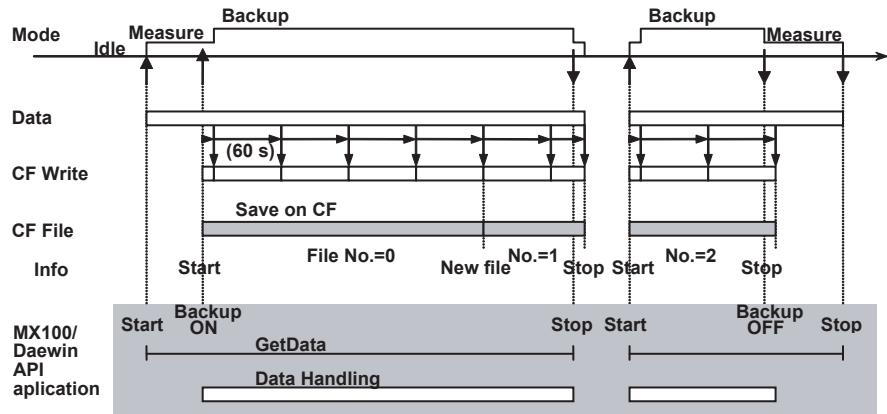 Backup
Backup
Mode
Measure
Measure
Idle
Data
(60 s)
CF Write
Save on CF
CF File
File No.=0
No.=1
No.=2
Info
Start
New file
Stop
Start
Stop
MX100/
Daewin
API
aplication
Start
Backup
ON
Stop
Start
Backup
OFF
Stop
GetData
Data Handling